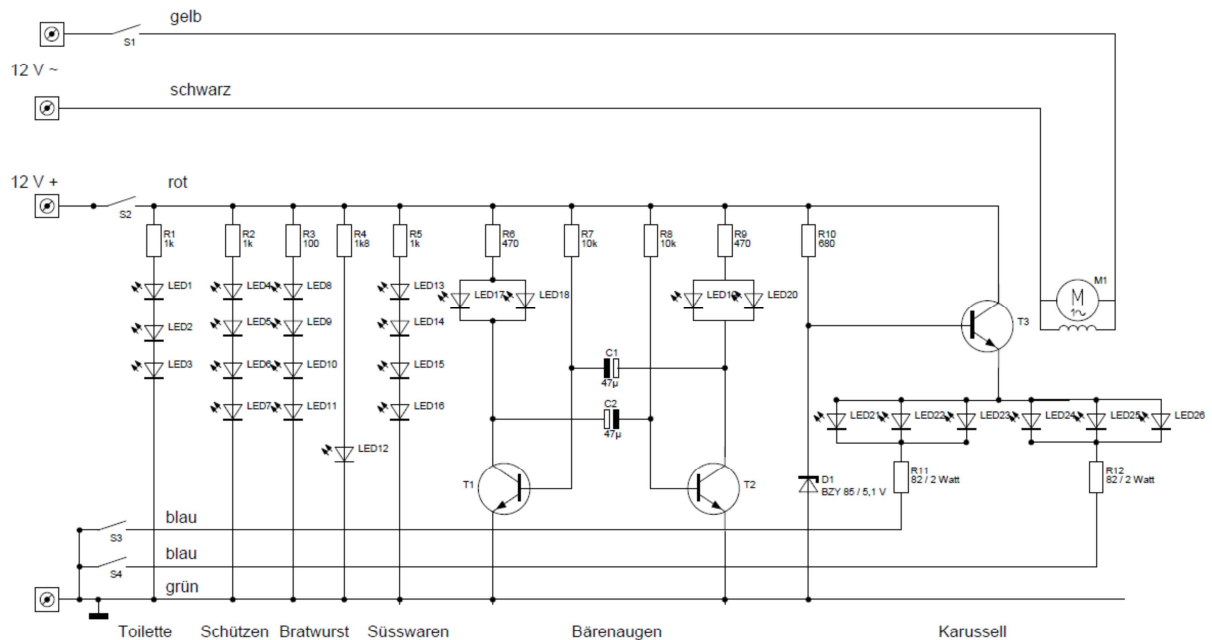 gelb
S1
12 V ~
schwarz
12 V +
rot
S2
R1
1k
R2
1k
R3
100
R4
1k8
R5
1k
R6
470
R7
10k
R8
10k
R9
470
R10
680
LED1
LED4
LED8
LED13
LED17
LED18
LED19
LED20
M1
M
1~
LED2
LED5
LED9
LED14
T3
LED3
LED6
LED10
LED15
C1
47µ
LED7
LED11
LED16
C2
47µ
LED21
LED22
LED23
LED24
LED25
LED26
LED12
T1
T2
D1
BZY 85 / 5,1 V
R11
82 / 2 Watt
R12
82 / 2 Watt
blau
S3
blau
S4
grün
Toilette Schützen Bratwurst Süsswaren Bärenaugen Karussell